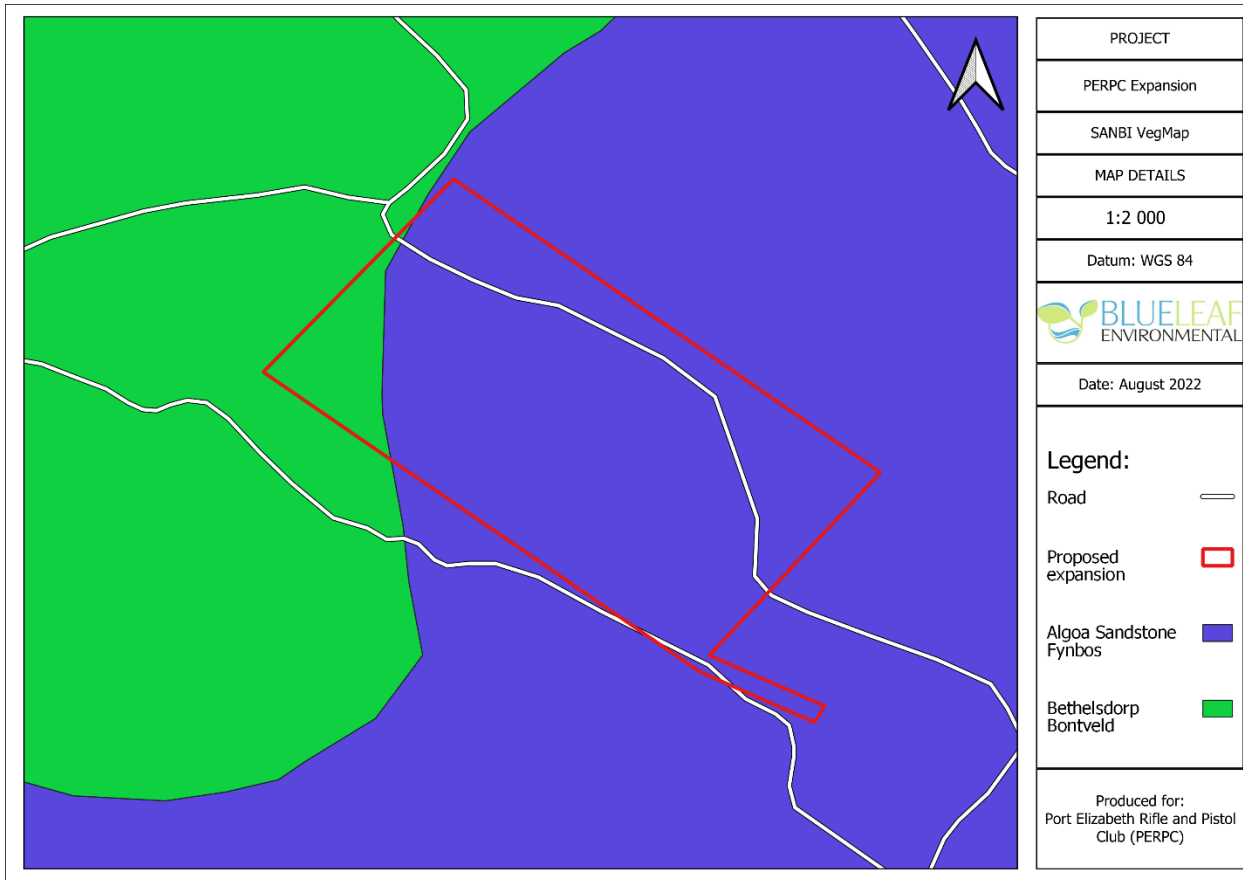 PROJECT
PERPC Expansion
SANBI VegMap
MAP DETAILS
1:2 000
Datum: WGS 84
BLUELEAF
ENVIRONMENTAL
Date: August 2022
Legend:
Road
Proposed
expansion
Algoa Sandstone
Fynbos
Bethelsdorp
Bontveld
Produced for:
Port Elizabeth Rifle and Pistol
Club (PERPC)